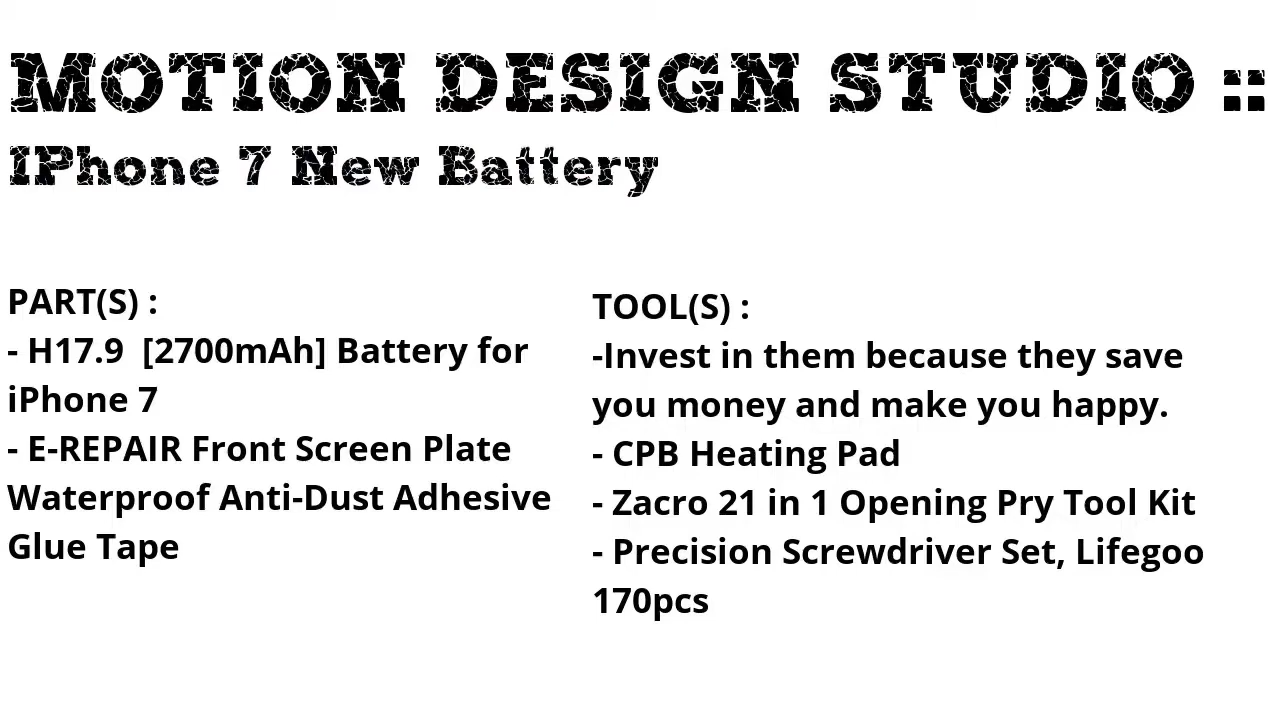 MOTION DESIGN STUDIO ::
IPhone 7 New Battery
PART(S) :
- H17.9  [2700mAh] Battery for
iPhone 7
- E-REPAIR Front Screen Plate
Waterproof Anti-Dust Adhesive
Glue Tape
TOOL(S) :
-Invest in them because they save
you money and make you happy.
- CPB Heating Pad
- Zacro 21 in 1 Opening Pry Tool Kit
- Precision Screwdriver Set, Lifegoo
170pcs